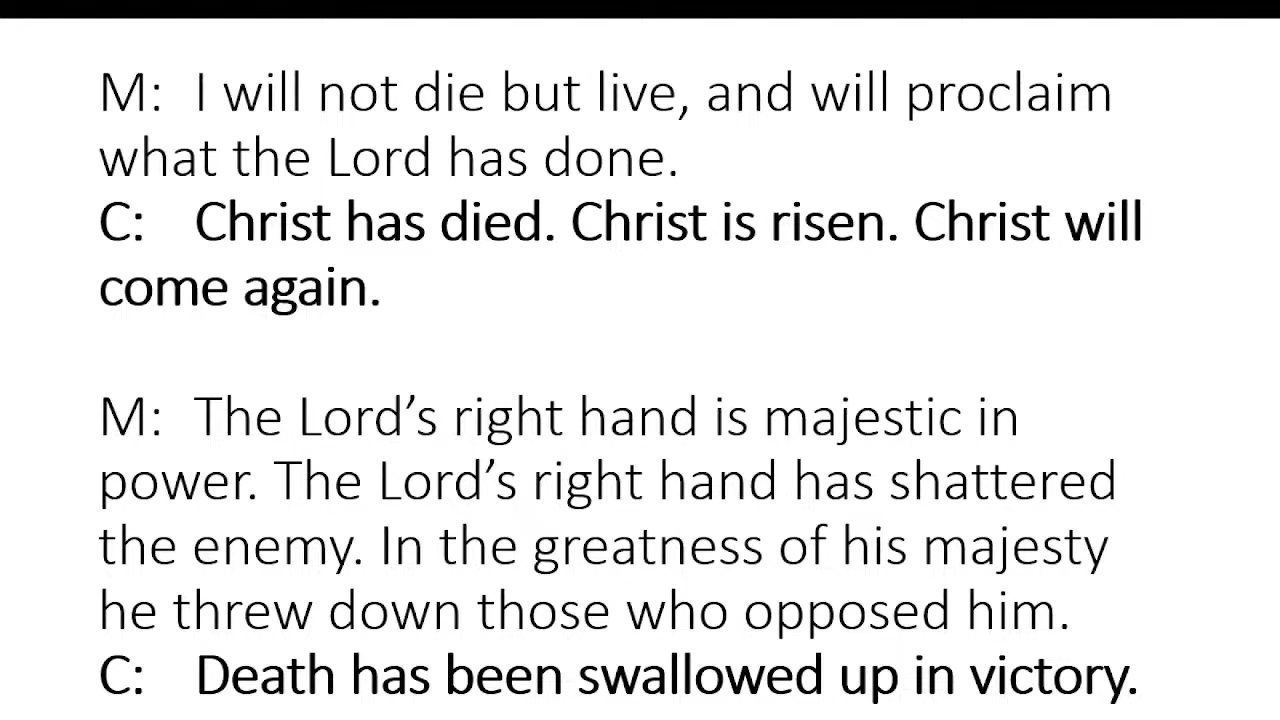 M: I will not die but live, and will proclaim
what the Lord has done.
C: Christ has died. Christ is risen. Christ will
come again.
M: The Lord’s right hand is majestic in
power. The Lord’s right hand has shattered
the enemy. In the greatness of his majesty
he threw down those who opposed him.
C: Death has been swallowed up in victory.